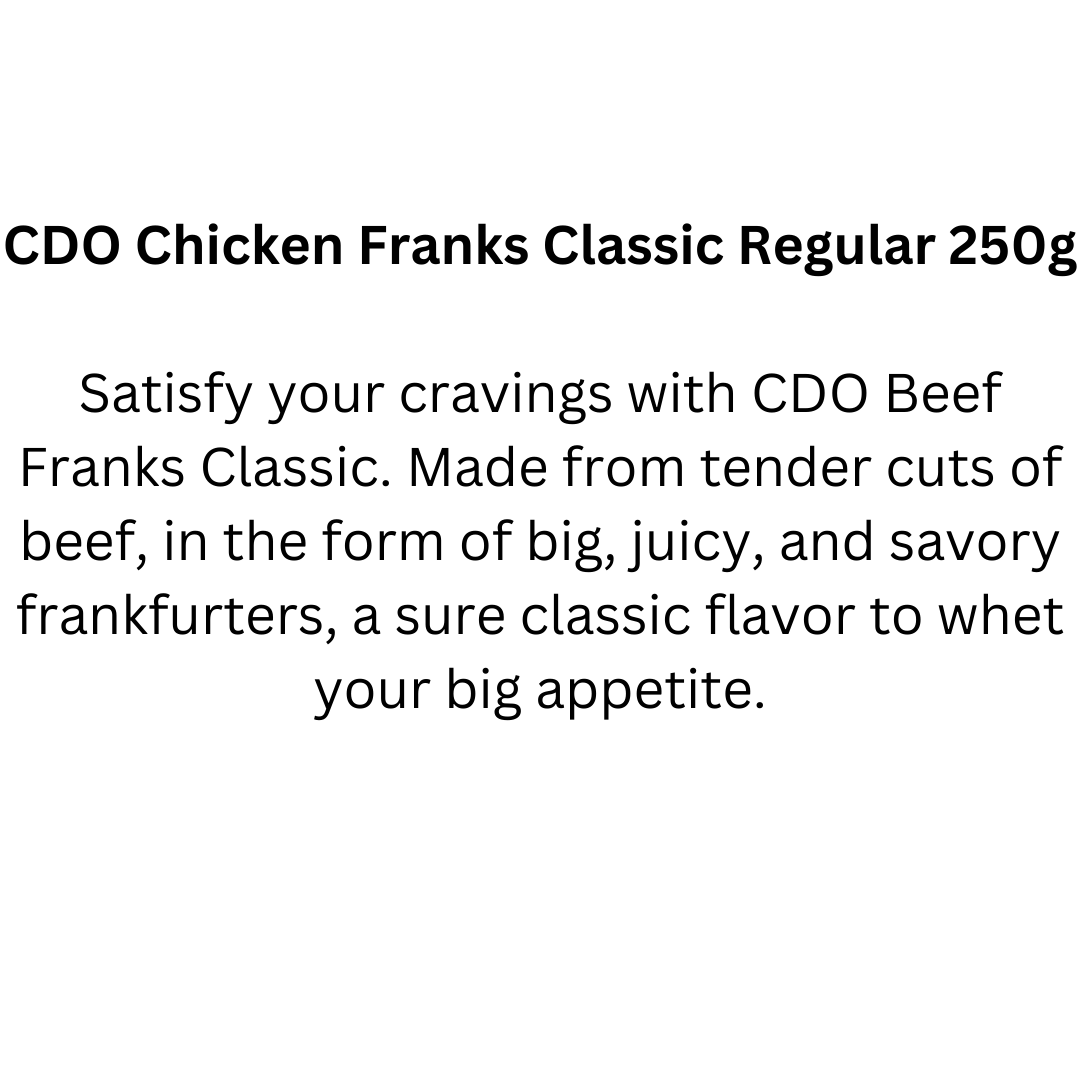 CDO Chicken Franks Classic Regular 250g
Satisfy your cravings with CDO Beef
Franks Classic. Made from tender cuts of
beef, in the form of big, juicy, and savory
frankfurters, a sure classic flavor to whet
your big appetite.